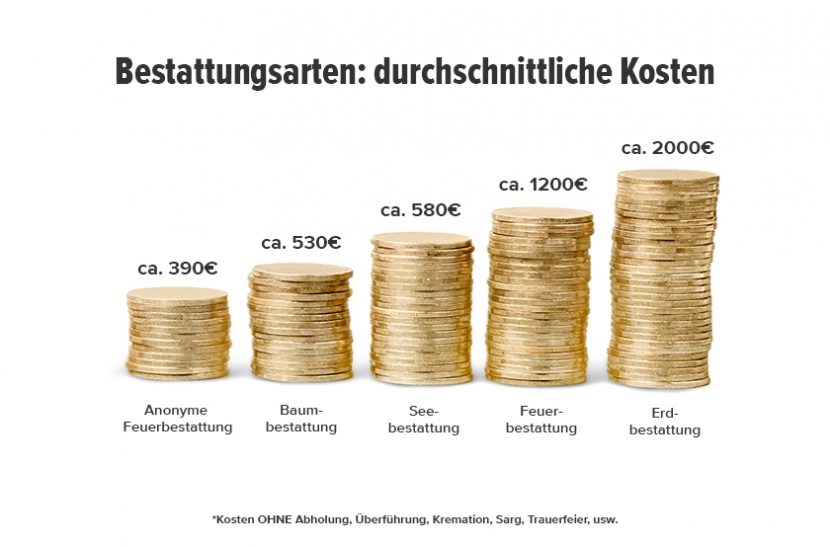 Bestattungsarten: durchschnittliche Kosten
ca. 390€
ca. 530€
ca. 580€
ca. 1200€
ca. 2000€
Anonyme
Feuerbestattung
Baum-
bestattung
See-
bestattung
Feuer-
bestattung
Erd-
bestattung
*Kosten OHNE Abholung, Überführung, Kremation, Sarg, Trauerfeier, usw.